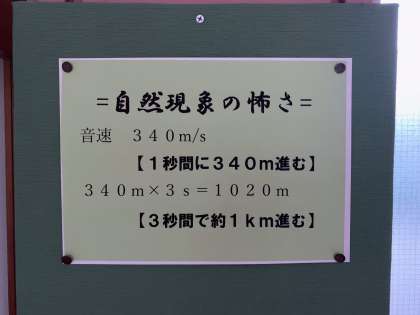 =自然現象の怖さ=
音速　３４０m/s
【１秒間に３４０ｍ進む】
３４０ｍ×３ｓ＝１０２０ｍ
【３秒間で約１ｋｍ進む】